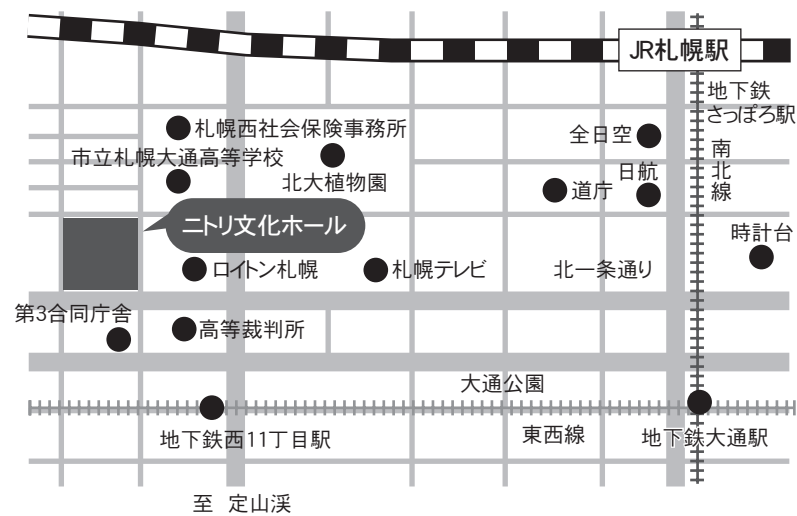 JR札幌駅
地下鉄
さっぽろ駅
札幌西社会保険事務所
全日空
市立札幌大通高等学校
北大植物園
日航
道庁
南北線
ニトリ文化ホール
時計台
ロイトン札幌
札幌テレビ
北一条通り
第3合同庁舎
高等裁判所
大通公園
地下鉄西11丁目駅
東西線
地下鉄大通駅
至 定山渓